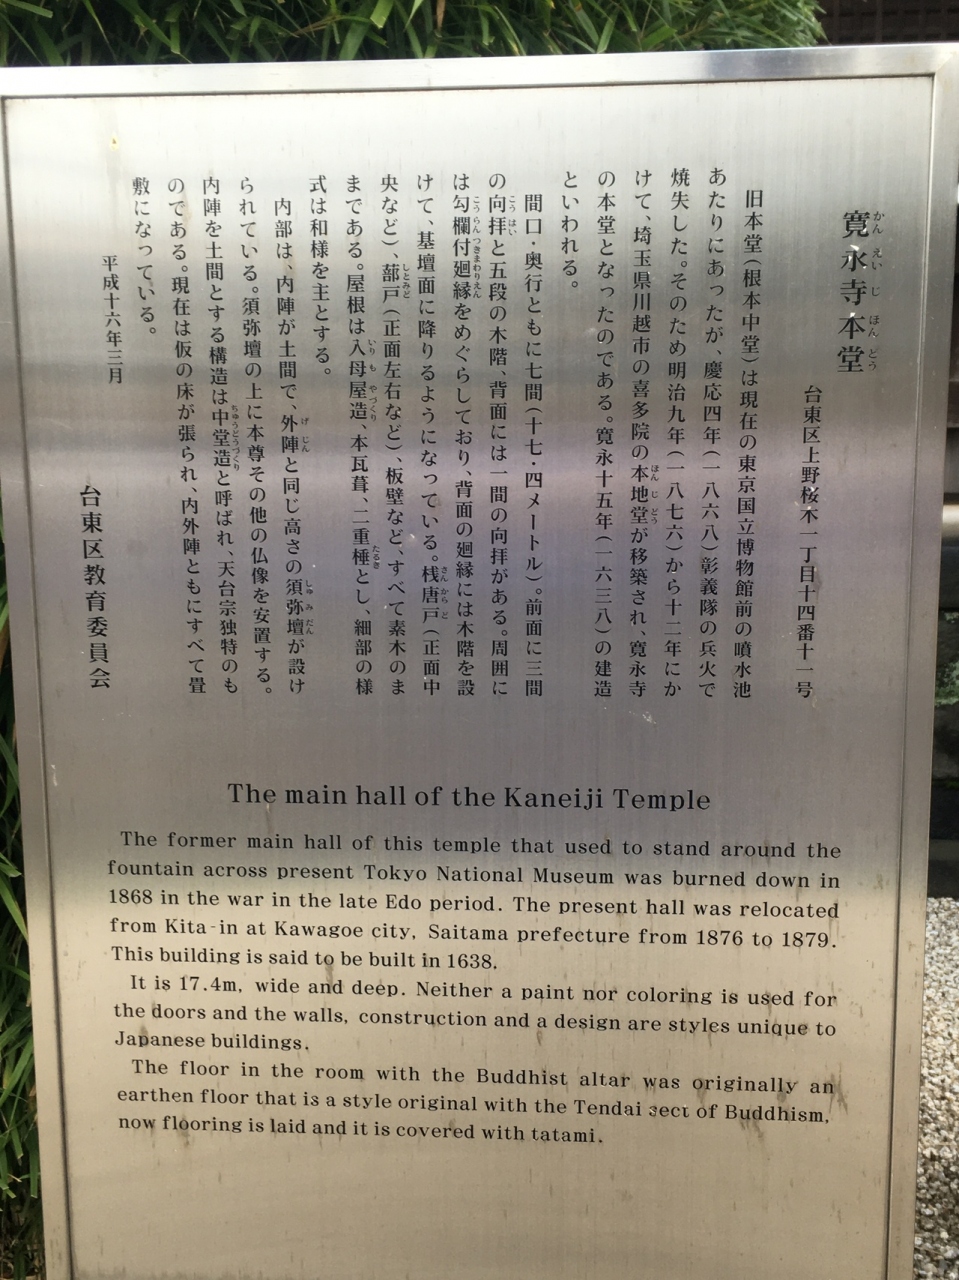 寛永寺本堂
台東区上野桜木一丁目十四番十一号
旧本堂(根本中堂)は現在の東京国立博物館前の噴水池
あたりにあったが、慶応四年(一八六八)彰義隊の兵火で
焼失した。そのため明治九年(一八七六)から十二年にか
けて、埼玉県川越市の喜多院の本地堂が移築され、寛永寺
の本堂となったのである。寛永十五年(一六三八)の建造
といわれる。
間口・奥行ともに七間(十七・四メートル)。前面に三間
の向拝と五段の木階、背面には一間の向拝がある。周囲に
は勾欄付廻縁をめぐらしており、背面の廻縁には木階を設
けて、基壇面に降りるようになっている。桟唐戸(正面中
央など)、蔀戸(正面左右など)、板壁など、すべて素木のま
まである。屋根は入母屋造、本瓦葺、二重棰とし、細部の様
式は和様を主とする。
内部は、内陣が土間で、外陣と同じ高さの須弥壇が設け
られている。須弥壇の上に本尊その他の仏像を安置する。
内陣を土間とする構造は中堂造と呼ばれ、天台宗独特のも
のである。現在は仮の床が張られ、内外陣ともにすべて畳
敷になっている。
平成十六年三月
台東区教育委員会
The main hall of the Kaneiji Temple
The former main hall of this temple that used to stand around the
fountain across present Tokyo National Museum was burned down in
1868 in the war in the late Edo period. The present hall was relocated
from Kita-in at Kawagoe city, Saitama prefecture from 1876 to 1879.
This building is said to be built in 1638.
It is 17.4m, wide and deep. Neither a paint nor coloring is used for
the doors and the walls, construction and a design are styles unique to
Japanese buildings.
The floor in the room with the Buddhist altar was originally an
earthen floor that is a style original with the Tendai sect of Buddhism,
now flooring is laid and it is covered with tatami.